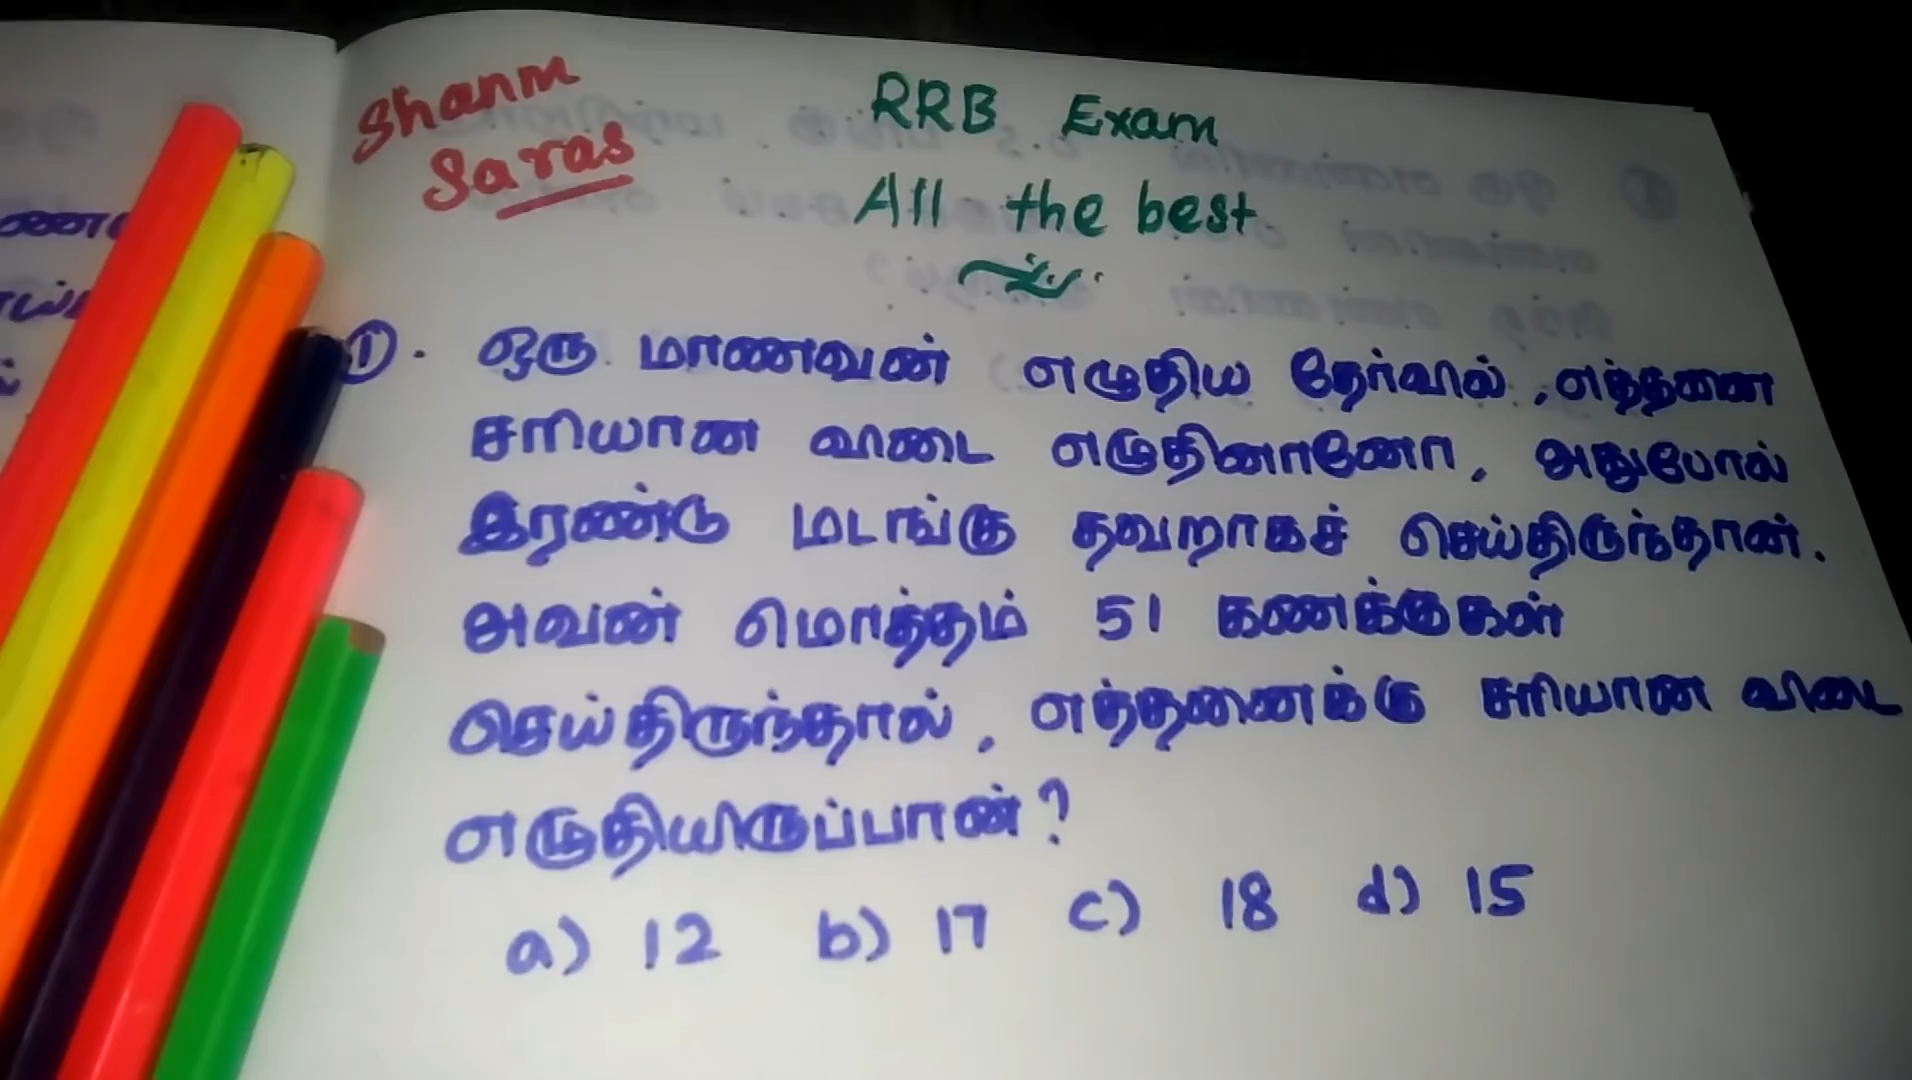 Shanm
Saras
RRB Exam
All the best
①. ஒரு மாணவன் எழுதிய தேர்வில், எத்தனை
சரியான விடை எழுதினானோ, அதுபோல்
இரண்டு மடங்கு தவறாகச் செய்திருந்தான்.
அவன் மொத்தம் 51 கணக்குகள்
செய்திருந்தால், எத்தனைக்கு சரியான விடை
எழுதியிருப்பான்?
a) 12 b) 17 c) 18 d) 15